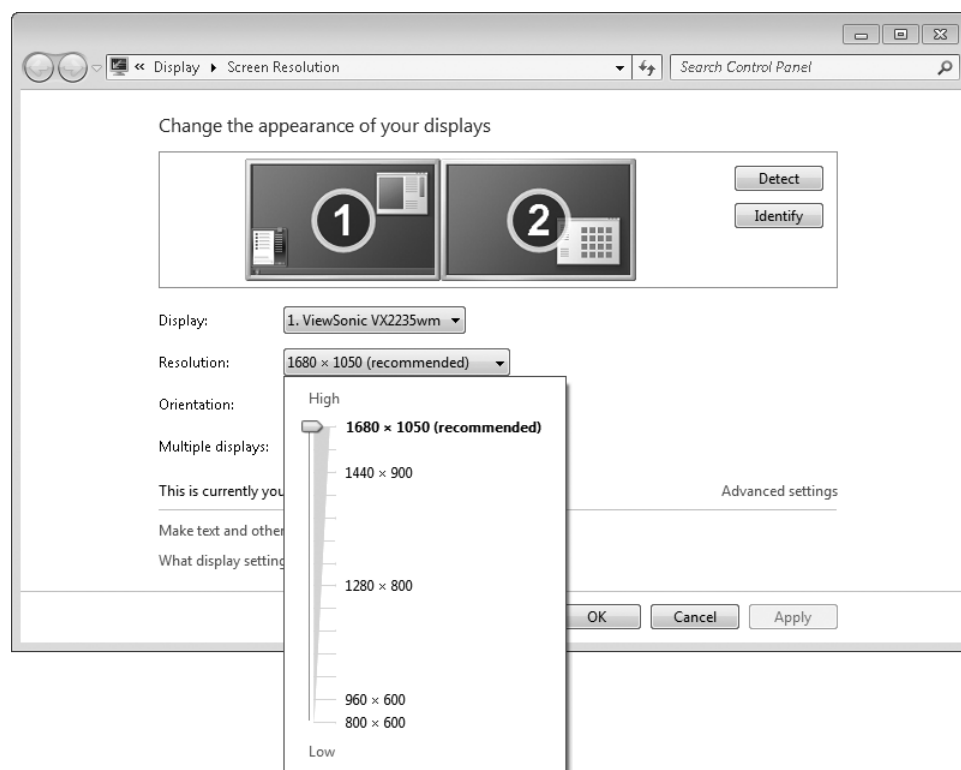 « Display ▸ Screen Resolution
Search Control Panel
Change the appearance of your displays
1
2
Detect
Identify
Display: 1. ViewSonic VX2235wm
Resolution: 1680 × 1050 (recommended)
Orientation:
High
1680 × 1050 (recommended)
Multiple displays:
1440 × 900
This is currently you
Advanced settings
Make text and other
What display setting
1280 × 800
OK
Cancel
Apply
960 × 600
800 × 600
Low